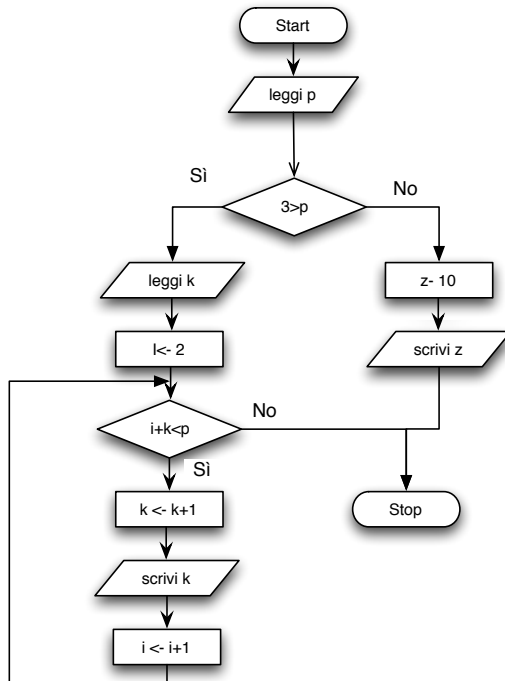 Start
leggi p
Sì
No
3>p
leggi k
z- 10
I<- 2
scrivi z
No
i+k<p
Sì
k <- k+1
Stop
scrivi k
i <- i+1